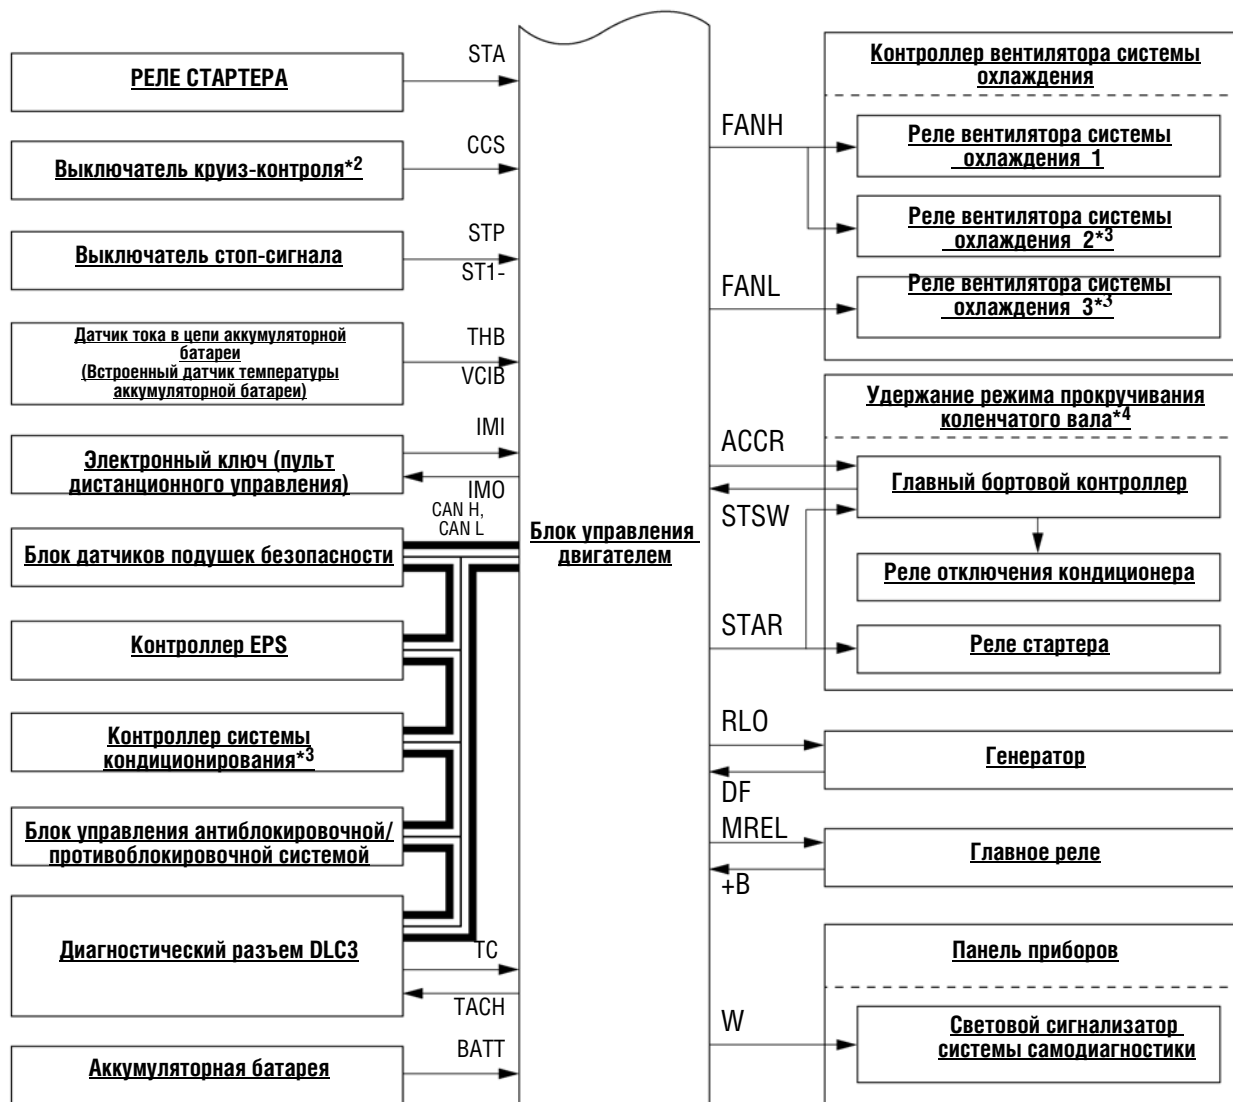 STA
РЕЛЕ СТАРТЕРА
CCS
Выключатель круиз-контроля*2
STP
Выключатель стоп-сигнала
ST1-
Датчик тока в цепи аккумуляторной
батареи
(Встроенный датчик температуры
аккумуляторной батареи)
THB
VCIB
IMI
Электронный ключ (пульт
дистанционного управления)
IMO
CAN H,
CAN L
Блок датчиков подушек безопасности
Контроллер EPS
Контроллер системы
кондиционирования*3
Блок управления антиблокировочной/
противоблокировочной системой
Диагностический разъем DLC3
TC
TACH
BATT
Аккумуляторная батарея
Блок управления
двигателем
FANH
FANL
ACCR
STSW
STAR
RLO
DF
MREL
+B
W
Контроллер вентилятора системы
охлаждения
Реле вентилятора системы
охлаждения 1
Реле вентилятора системы
охлаждения 2*3
Реле вентилятора системы
охлаждения 3*3
Удержание режима прокручивания
коленчатого вала*4
Главный бортовой контроллер
Реле отключения кондиционера
Реле стартера
Генератор
Главное реле
Панель приборов
Световой сигнализатор
системы самодиагностики